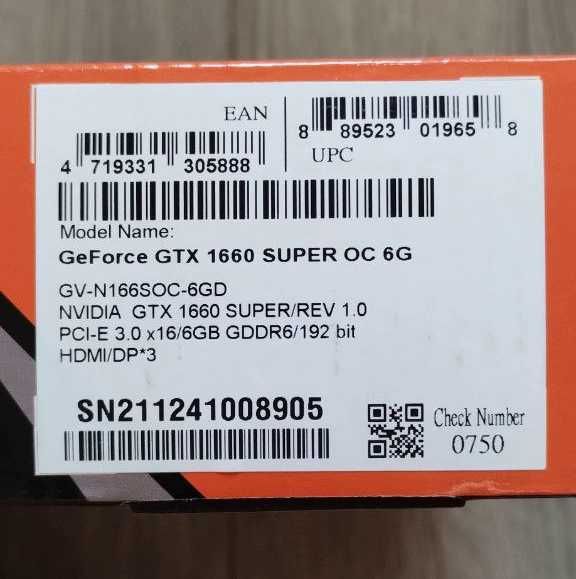 EAN
4 719331 305888
8 89523 01965 8
UPC
Model Name:
GeForce GTX 1660 SUPER OC 6G
GV-N166SOC-6GD
NVIDIA GTX 1660 SUPER/REV 1.0
PCI-E 3.0 x16/6GB GDDR6/192 bit
HDMI/DP*3
SN211241008905
Check Number
0750